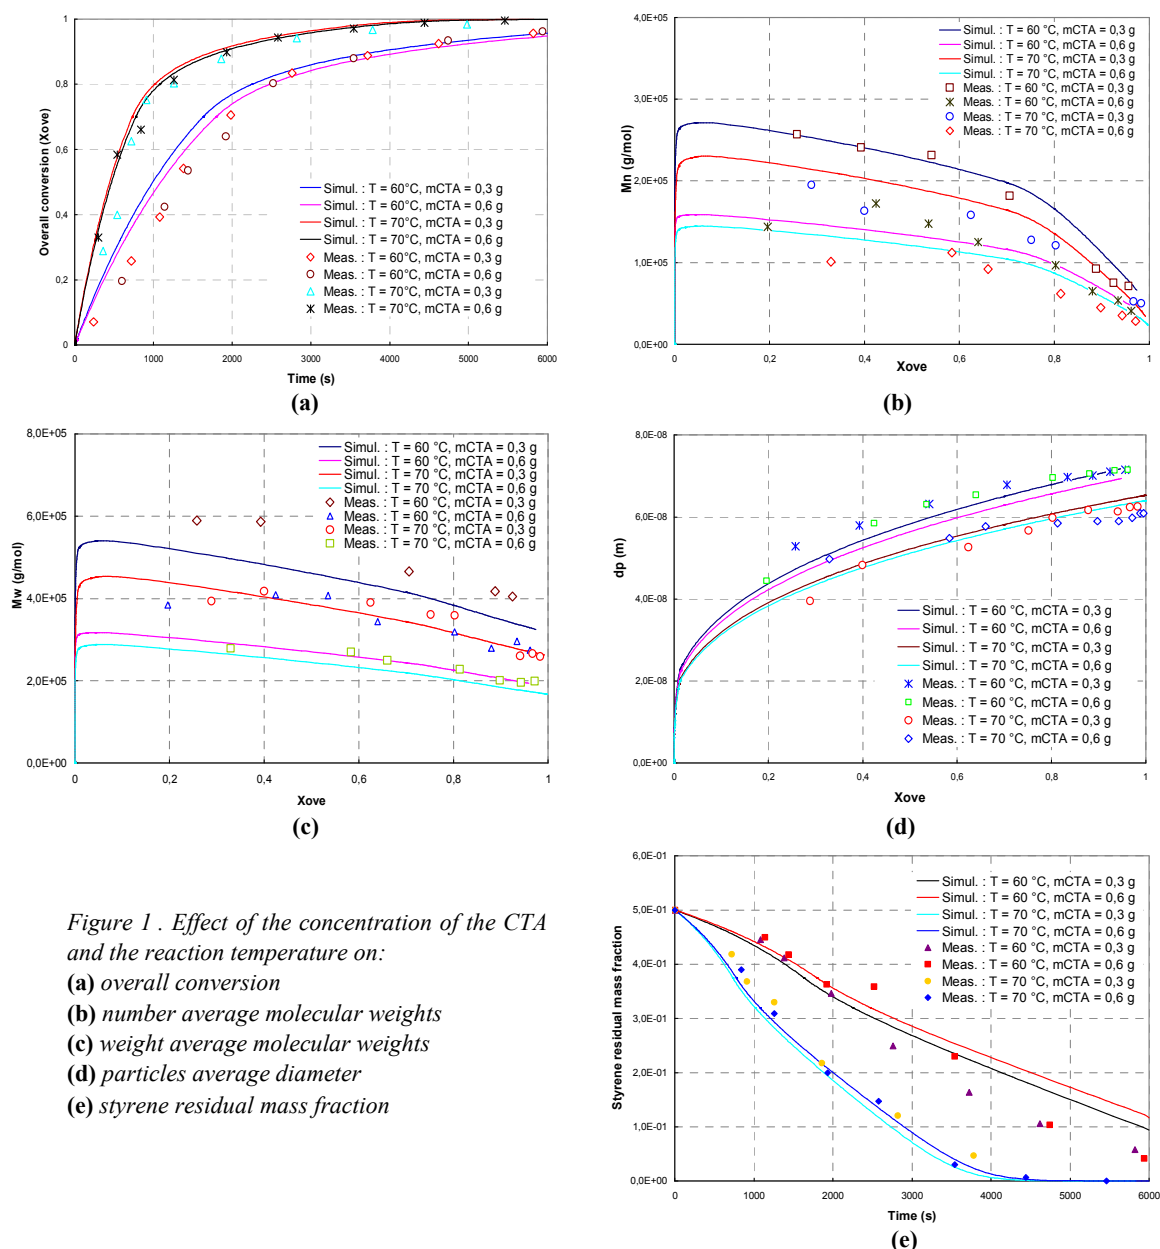 1
0,8
0,6
0,4
0,2
0
0
1000
2000
3000
4000
5000
6000
Overall conversion (Xove)
Time (s)
Simul. : T = 60°C, mCTA = 0,3 g
Simul. : T = 60°C, mCTA = 0,6 g
Simul. : T = 70°C, mCTA = 0,3 g
Simul. : T = 70°C, mCTA = 0,6 g
Meas. : T = 60°C, mCTA = 0,3 g
Meas. : T = 60°C, mCTA = 0,6 g
Meas. : T = 70°C, mCTA = 0,3 g
Meas. : T = 70°C, mCTA = 0,6 g
(a)
4,0E+05
3,0E+05
2,0E+05
1,0E+05
0,0E+00
0
0,2
0,4
0,6
0,8
1
Mn (g/mol)
Xove
Simul. : T = 60 °C, mCTA = 0,3 g
Simul. : T = 60 °C, mCTA = 0,6 g
Simul. : T = 70 °C, mCTA = 0,3 g
Simul. : T = 70 °C, mCTA = 0,6 g
Meas. : T = 60 °C, mCTA = 0,3 g
Meas. : T = 60 °C, mCTA = 0,6 g
Meas. : T = 70 °C, mCTA = 0,3 g
Meas. : T = 70 °C, mCTA = 0,6 g
(b)
8,0E+05
6,0E+05
4,0E+05
2,0E+05
0,0E+00
0
0,2
0,4
0,6
0,8
1
Mw (g/mol)
Xove
Simul. : T = 60 °C, mCTA = 0,3 g
Simul. : T = 60 °C, mCTA = 0,6 g
Simul. : T = 70 °C, mCTA = 0,3 g
Simul. : T = 70 °C, mCTA = 0,6 g
Meas. : T = 60 °C, mCTA = 0,3 g
Meas. : T = 60 °C, mCTA = 0,6 g
Meas. : T = 70 °C, mCTA = 0,3 g
Meas. : T = 70 °C, mCTA = 0,6 g
(c)
8,0E-08
6,0E-08
4,0E-08
2,0E-08
0,0E+00
0
0,2
0,4
0,6
0,8
1
dp (m)
Xove
Simul. : T = 60 °C, mCTA = 0,3 g
Simul. : T = 60 °C, mCTA = 0,6 g
Simul. : T = 70 °C, mCTA = 0,3 g
Simul. : T = 70 °C, mCTA = 0,6 g
Meas. : T = 60 °C, mCTA = 0,3 g
Meas. : T = 60 °C, mCTA = 0,6 g
Meas. : T = 70 °C, mCTA = 0,3 g
Meas. : T = 70 °C, mCTA = 0,6 g
(d)
Figure 1 . Effect of the concentration of the CTA
and the reaction temperature on:
(a) overall conversion
(b) number average molecular weights
(c) weight average molecular weights
(d) particles average diameter
(e) styrene residual mass fraction
6,0E-01
5,0E-01
4,0E-01
3,0E-01
2,0E-01
1,0E-01
0,0E+00
0
1000
2000
3000
4000
5000
6000
Styrene residual mass fraction
Time (s)
Simul. : T = 60 °C, mCTA = 0,3 g
Simul. : T = 60 °C, mCTA = 0,6 g
Simul. : T = 70 °C, mCTA = 0,3 g
Simul. : T = 70 °C, mCTA = 0,6 g
Meas. : T = 60 °C, mCTA = 0,3 g
Meas. : T = 60 °C, mCTA = 0,6 g
Meas. : T = 70 °C, mCTA = 0,3 g
Meas. : T = 70 °C, mCTA = 0,6 g
(e)